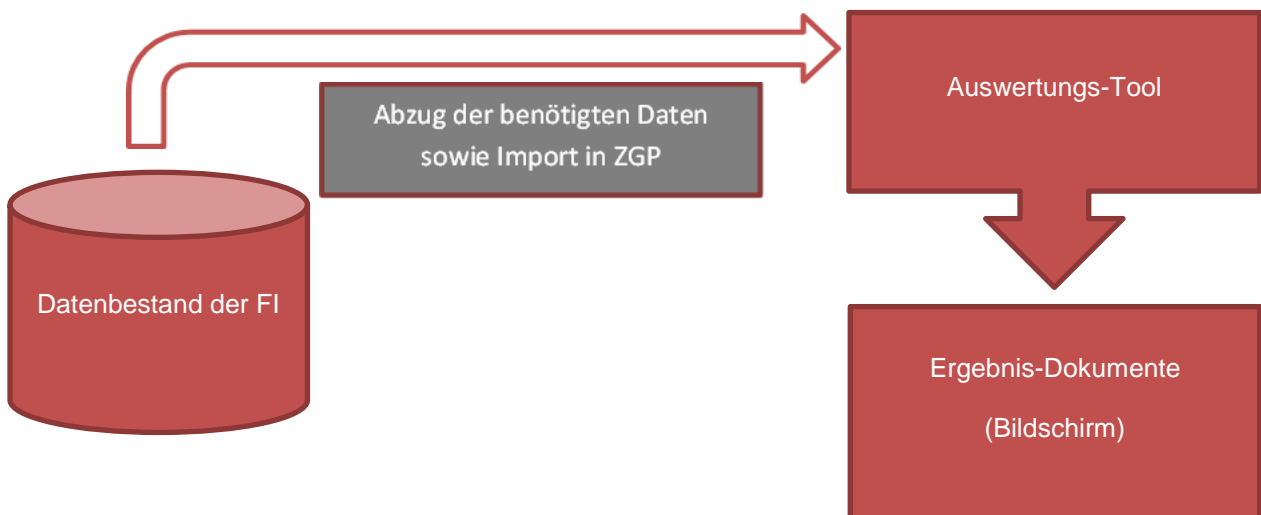 Abzug der benötigten Daten
sowie Import in ZGP
Auswertungs-Tool
Datenbestand der FI
Ergebnis-Dokumente
(Bildschirm)